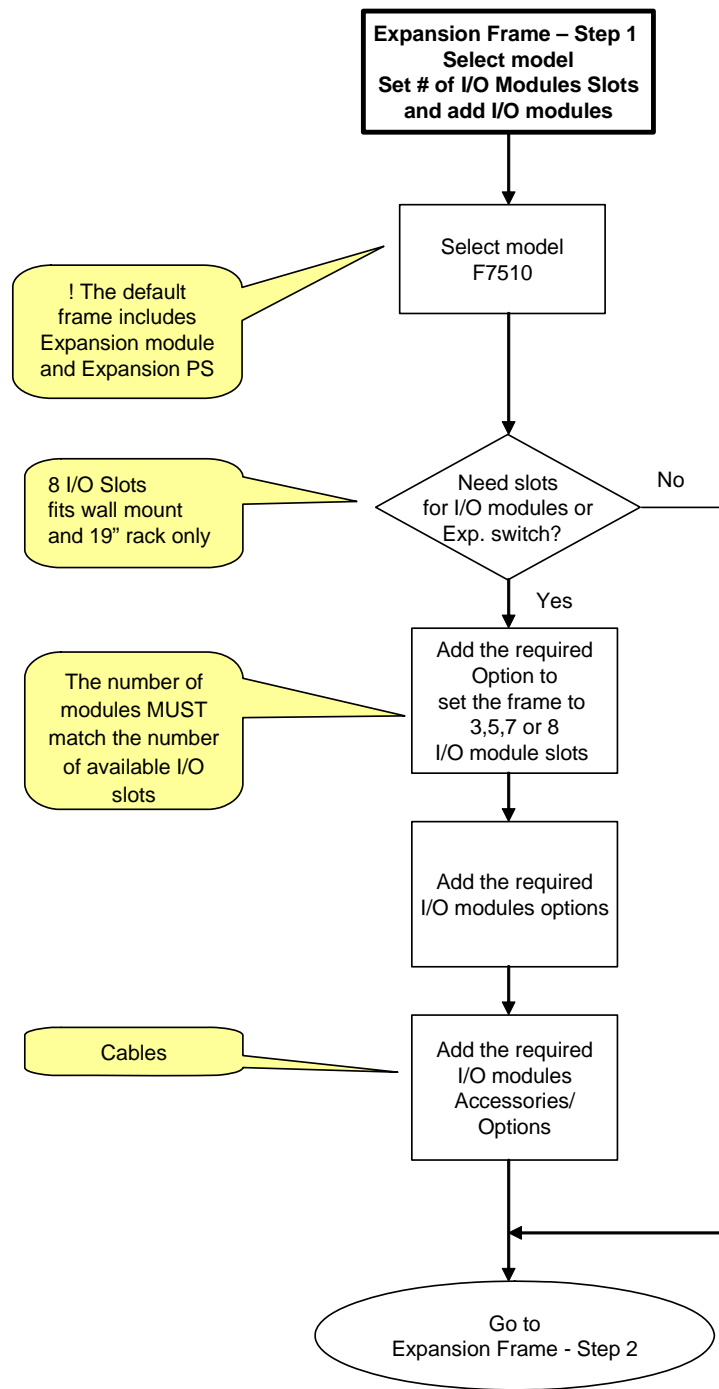 Expansion Frame – Step 1
Select model
Set # of I/O Modules Slots
and add I/O modules
Select model
F7510
! The default
frame includes
Expansion module
and Expansion PS
8 I/O Slots
fits wall mount
and 19” rack only
Need slots
for I/O modules or
Exp. switch?
No
Yes
Add the required
Option to
set the frame to
3,5,7 or 8
I/O module slots
The number of
modules MUST
match the number
of available I/O
slots
Add the required
I/O modules options
Cables
Add the required
I/O modules
Accessories/
Options
Go to
Expansion Frame - Step 2